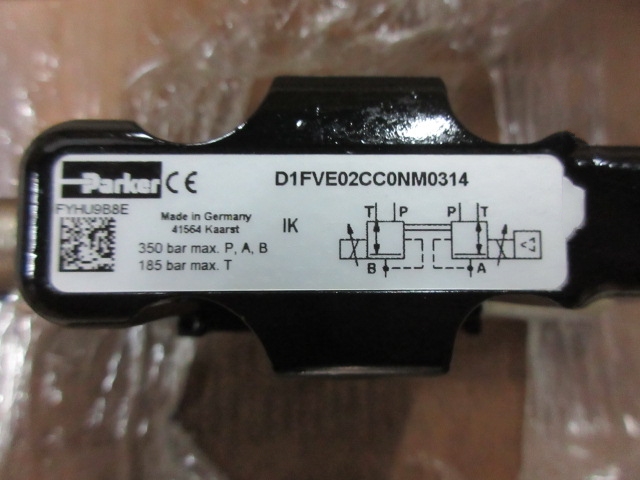 Parker CE
D1FVE02CC0NM0314
FYHU9B8E
Made in Germany
41564 Kaarst
IK
350 bar max. P, A, B
185 bar max. T
T P P T
B A